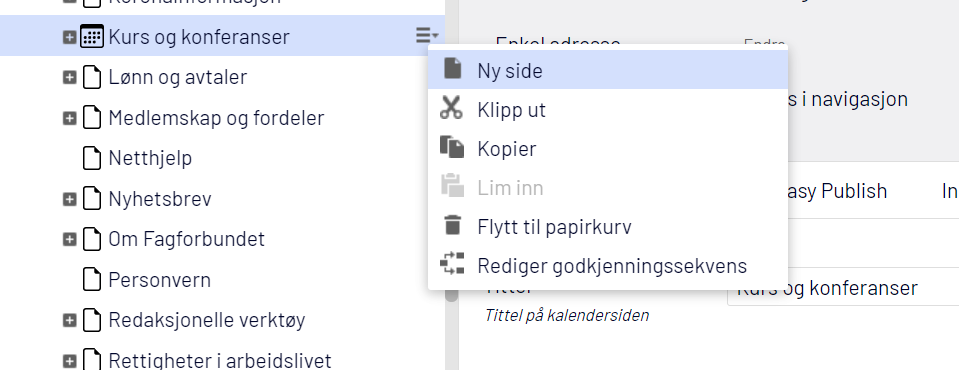 Kurs og konferanser
Lønn og avtaler
Medlemskap og fordeler
Netthjelp
Nyhetsbrev
Om Fagforbundet
Personvern
Redaksjonelle verktøy
Rettigheter i arbeidslivet
Ny side
Klipp ut
Kopier
Lim inn
Flytt til papirkurv
Rediger godkjenningssekvens
Enkel adresse
Endre
s i navigasjon
asy Publish
In
Tittel
Kurs og konferanser
Tittel på kalendersiden